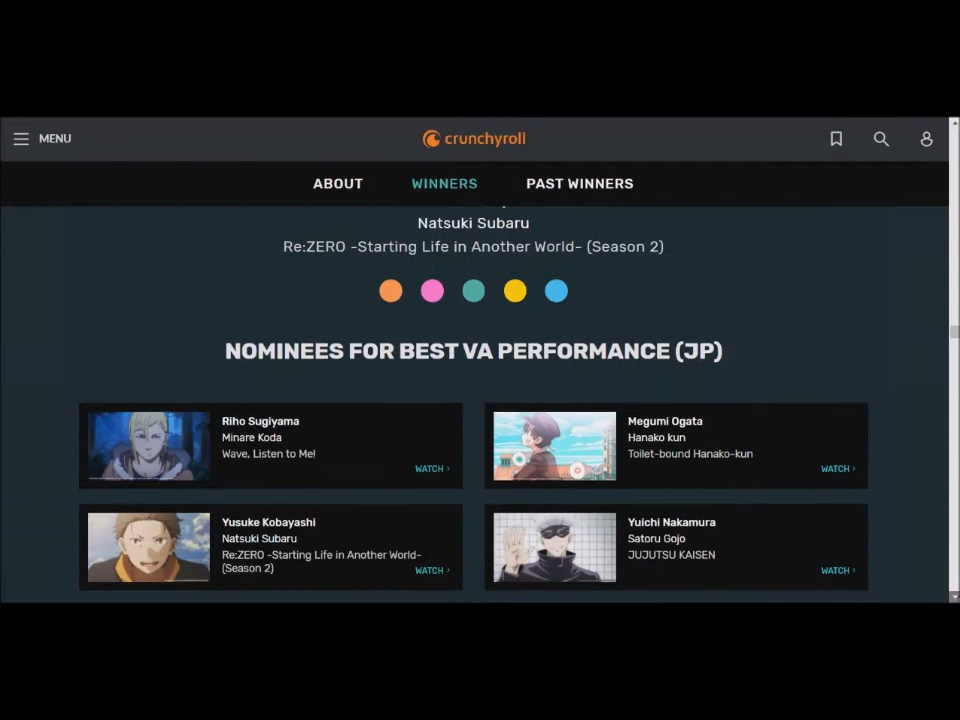 MENU
crunchyroll
ABOUT
WINNERS
PAST WINNERS
Natsuki Subaru
Re:ZERO -Starting Life in Another World- (Season 2)
NOMINEES FOR BEST VA PERFORMANCE (JP)
Riho Sugiyama
Minare Koda
Wave, Listen to Me!
WATCH ›
Megumi Ogata
Hanako kun
Toilet-bound Hanako-kun
WATCH ›
Yusuke Kobayashi
Natsuki Subaru
Re:ZERO -Starting Life in Another World-
(Season 2)
WATCH ›
Yuichi Nakamura
Satoru Gojo
JUJUTSU KAISEN
WATCH ›